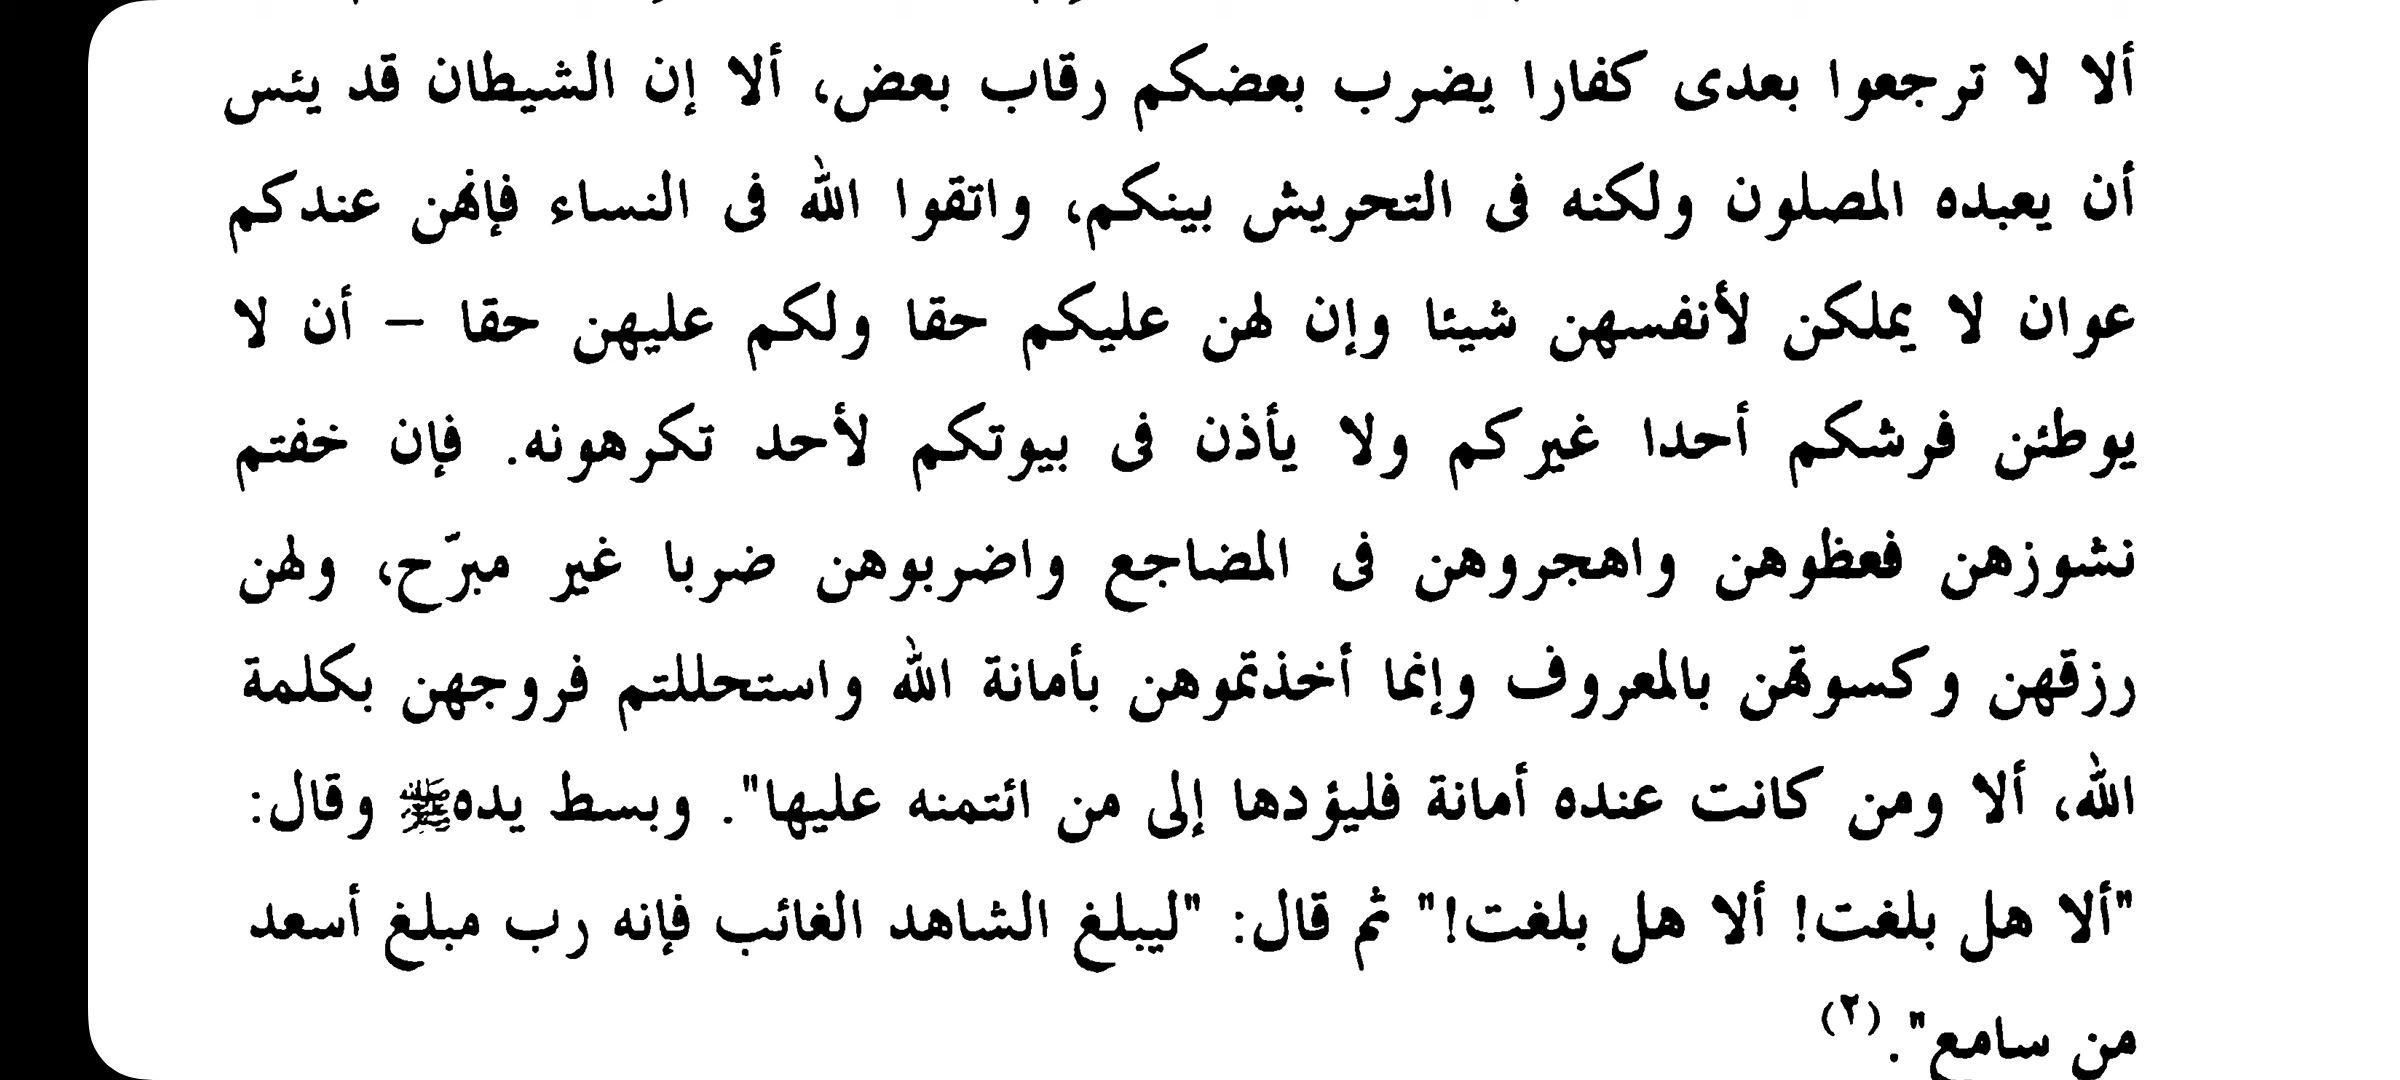 ألا لا ترجعوا بعدى كفارا يضرب بعضكم رقاب بعض، ألا إن الشيطان قد يئس
أن يعبده المصلون ولكنه فى التحريش بينكم، واتقوا الله فى النساء فإنهن عندكم
عوان لا يملكن لأنفسهن شيئا وإن لهن عليكم حقا ولكم عليهن حقا – أن لا
يوطئن فرشكم أحدا غيركم ولا يأذن فى بيوتكم لأحد تكرهونه. فإن خفتم
نشوزهن فعظوهن واهجروهن فى المضاجع واضربوهن ضربا غير مبرّح، ولهن
رزقهن وكسوتهن بالمعروف وإنما أخذتموهن بأمانة الله واستحللتم فروجهن بكلمة
الله، ألا ومن كانت عنده أمانة فليؤدها إلى من ائتمنه عليها". وبسط يدهﷺ وقال:
"ألا هل بلغت! ألا هل بلغت!" ثم قال: "ليبلغ الشاهد الغائب فإنه رب مبلغ أسعد
من سامع".(٢)